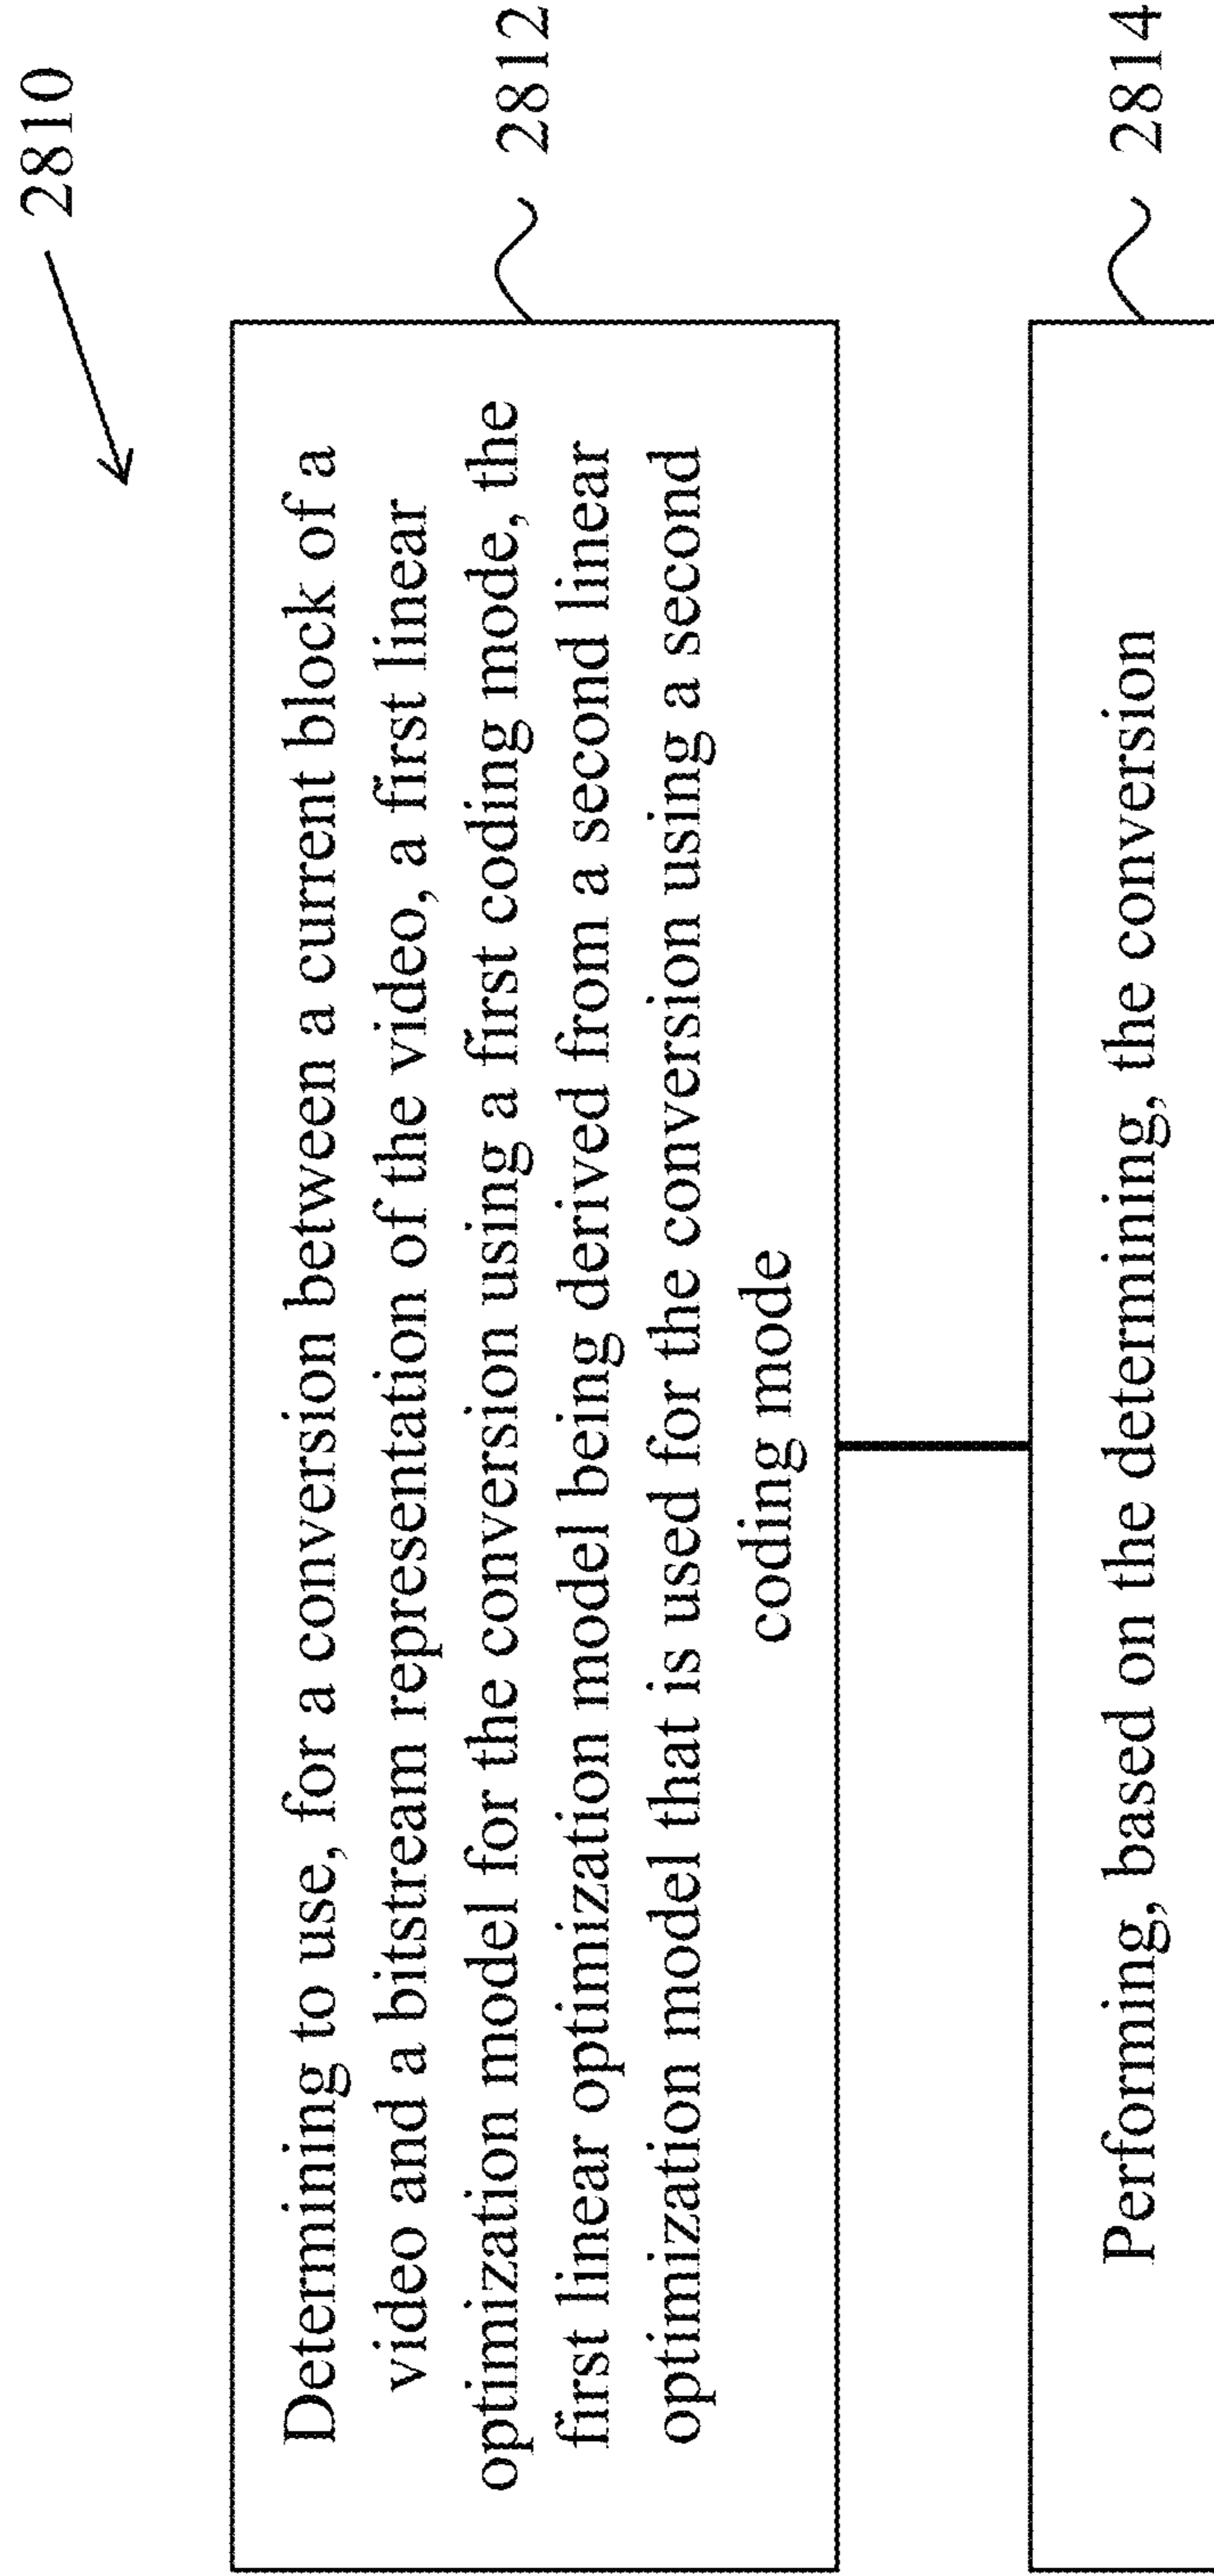 2810
Determining to use, for a conversion between a current block of a
video and a bitstream representation of the video, a first linear
optimization model for the conversion using a first coding mode, the
first linear optimization model being derived from a second linear
optimization model that is used for the conversion using a second
coding mode
2812
Performing, based on the determining, the conversion
2814